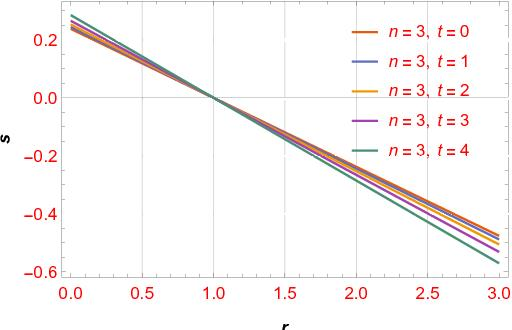 n = 3, t = 0
n = 3, t = 1
n = 3, t = 2
n = 3, t = 3
n = 3, t = 4
0.2
0.0
−0.2
−0.4
−0.6
s
0.0 0.5 1.0 1.5 2.0 2.5 3.0
r